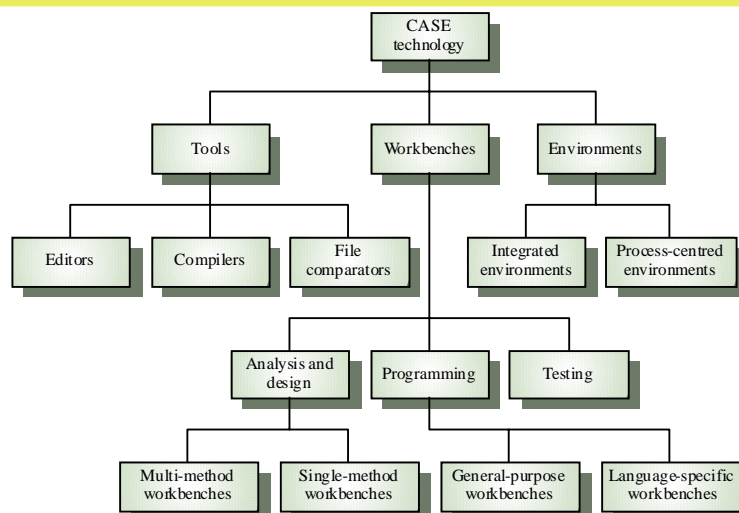 CASE
technology
Tools
Workbenches
Environments
Editors
Compilers
File
comparators
Integrated
environments
Process-centred
environments
Analysis and
design
Programming
Testing
Multi-method
workbenches
Single-method
workbenches
General-purpose
workbenches
Language-specific
workbenches